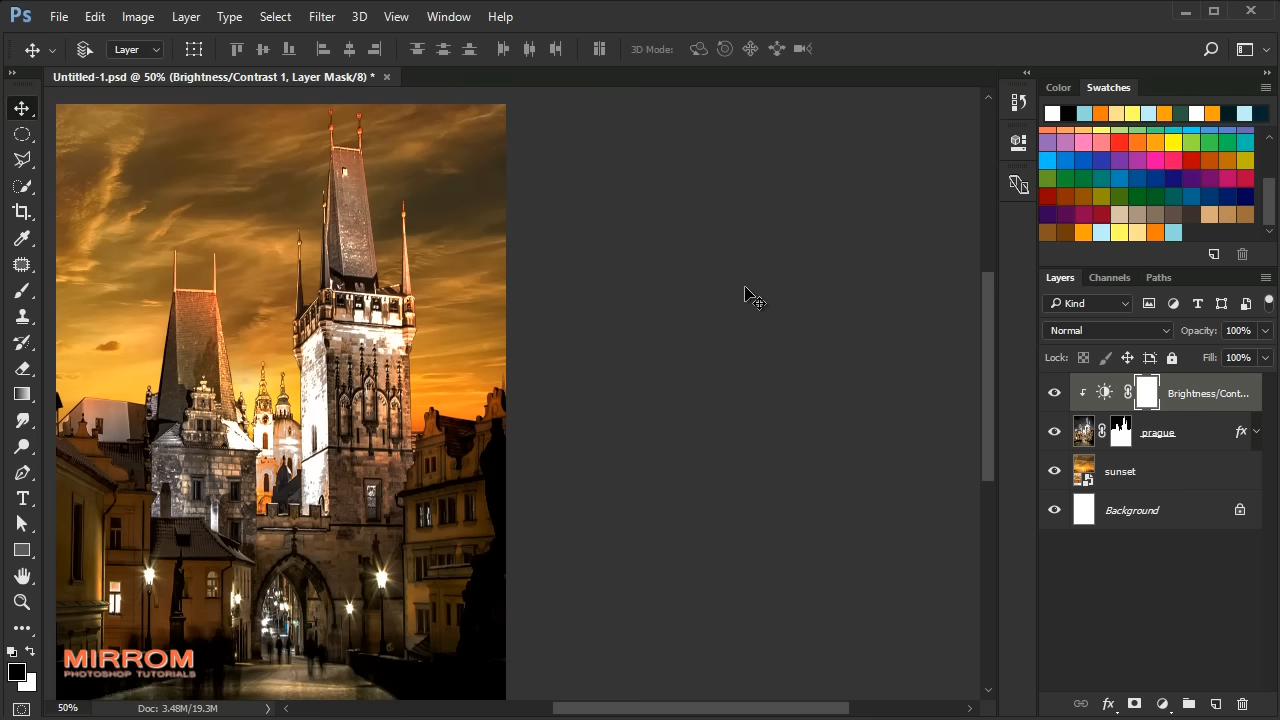 Ps File Edit Image Layer Type Select Filter 3D View Window Help
Layer 3D Mode:
Untitled-1.psd @ 50% (Brightness/Contrast 1, Layer Mask/8) * ×
Color Swatches
Layers Channels Paths
Kind
Normal Opacity: 100%
Lock: Fill: 100%
Brightness/Cont...
prague fx
sunset
Background
MIRROM
PHOTOSHOP TUTORIALS
50% Doc: 3.48M/19.3M
fx